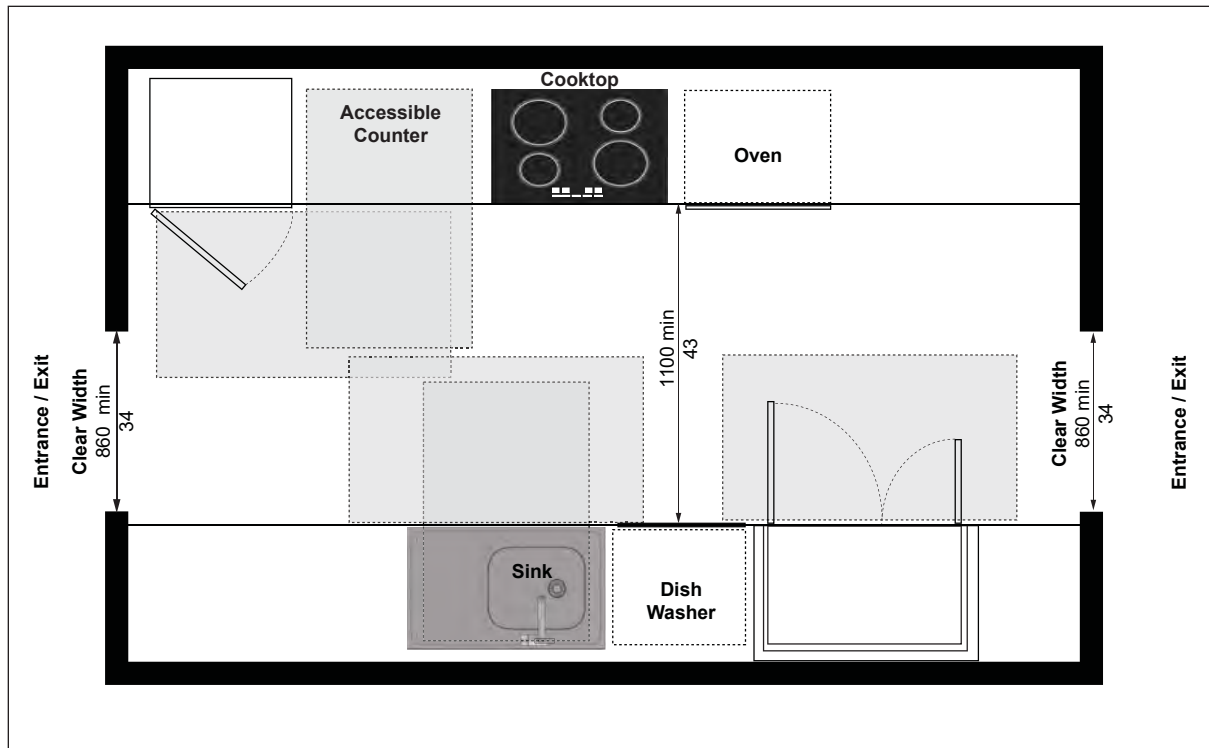 Cooktop
Accessible
Counter
Oven
Entrance / Exit
Clear Width
860 min
34
1100 min
43
Clear Width
860 min
34
Entrance / Exit
Sink
Dish
Washer